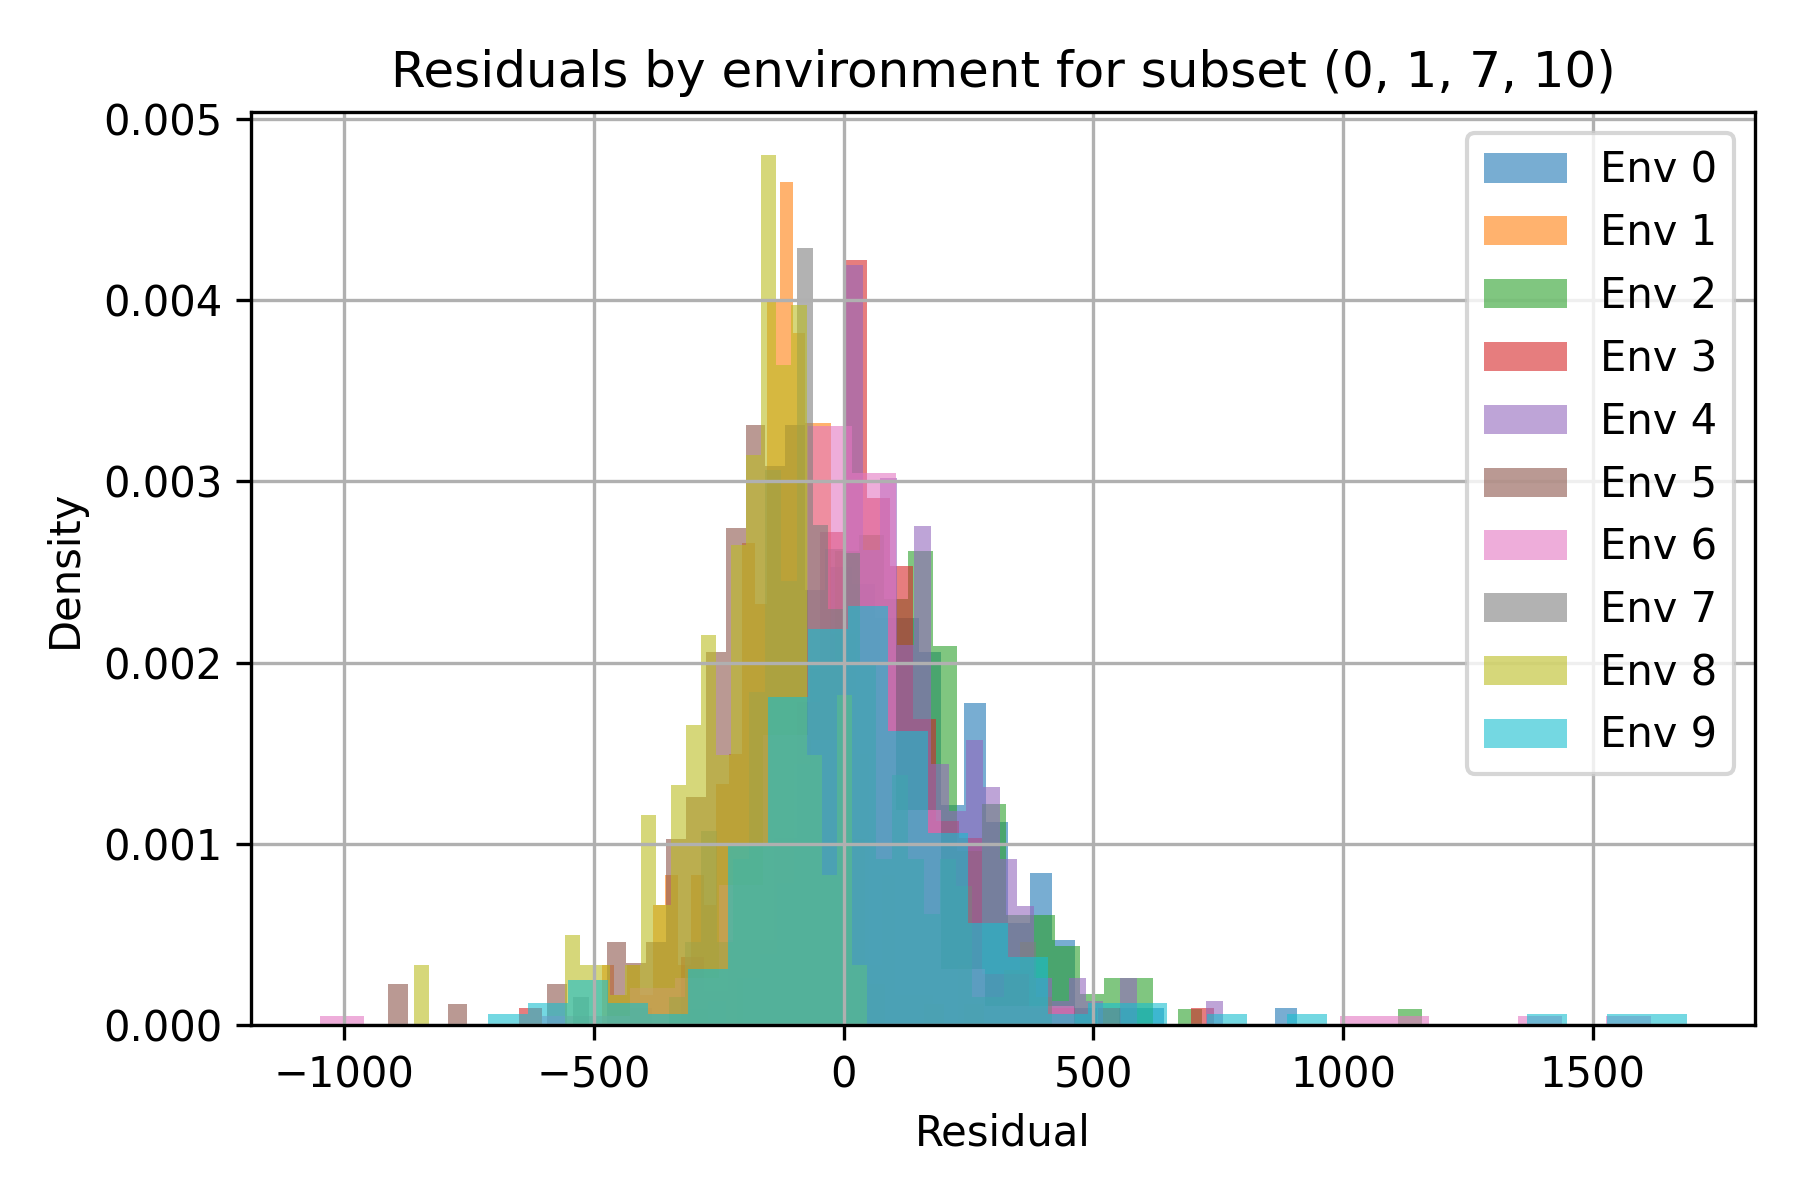 Residuals by environment for subset (0, 1, 7, 10)
0.005
0.004
0.003
0.002
0.001
0.000
Density
Env 0
Env 1
Env 2
Env 3
Env 4
Env 5
Env 6
Env 7
Env 8
Env 9
−1000 −500 0 500 1000 1500
Residual